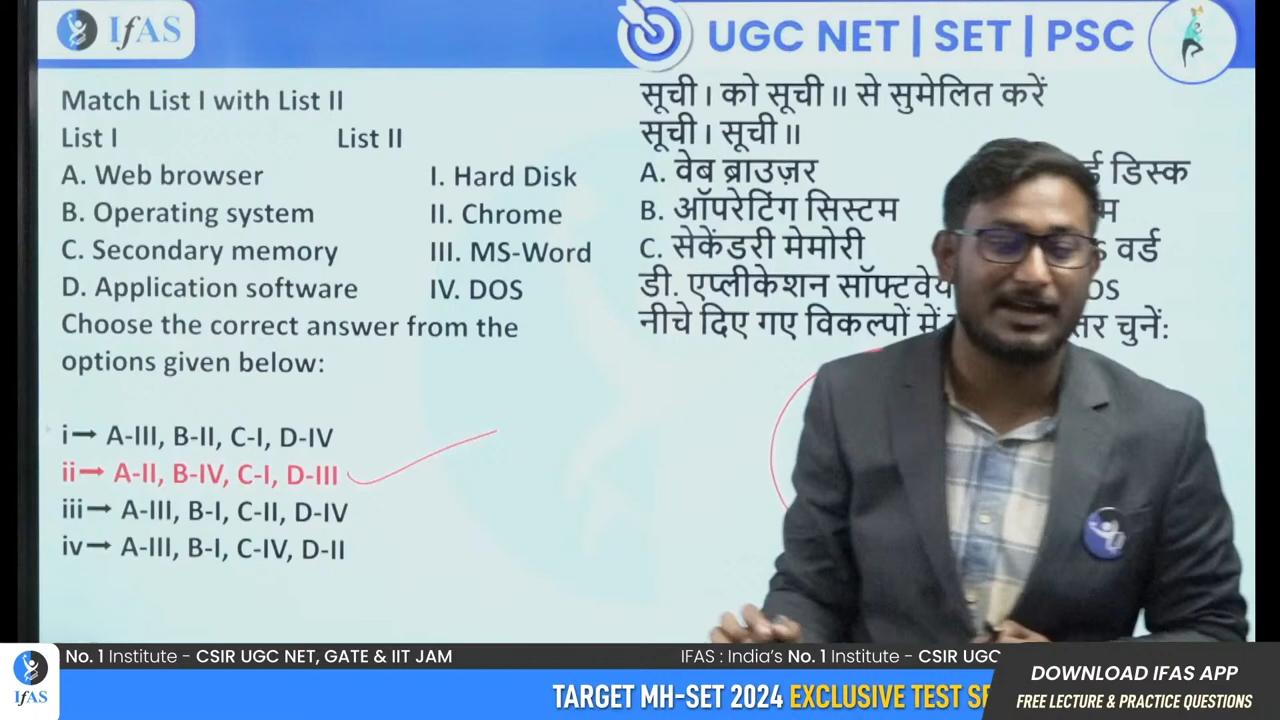 IfAS
UGC NET | SET | PSC
Match List I with List II
List I List II
A. Web browser I. Hard Disk
B. Operating system II. Chrome
C. Secondary memory III. MS-Word
D. Application software IV. DOS
Choose the correct answer from the
options given below:
i→ A-III, B-II, C-I, D-IV
ii→ A-II, B-IV, C-I, D-III
iii→ A-III, B-I, C-II, D-IV
iv→ A-III, B-I, C-IV, D-II
सूची । को सूची ॥ से सुमेलित करें
सूची । सूची ॥
A. वेब ब्राउज़र डिस्क
B. ऑपरेटिंग सिस्टम
C. सेकेंडरी मेमोरी वर्ड
डी. एप्लीकेशन
नीचे दिए गए विकल्पों में चुनें:
No. 1 Institute - CSIR UGC NET, GATE & IIT JAM
IFAS : India's No. 1 Institute - CSIR UGC
IfAS
TARGET MH-SET 2024 EXCLUSIVE TEST
DOWNLOAD IFAS APP
FREE LECTURE & PRACTICE QUESTIONS